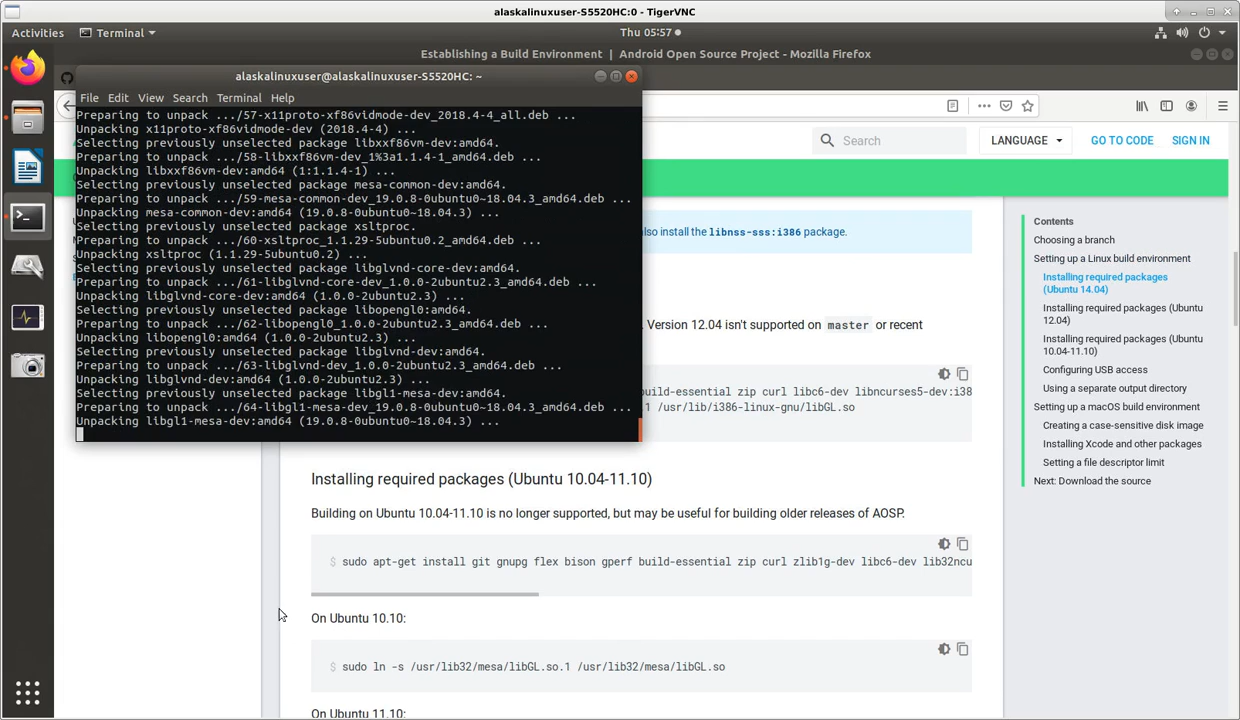 alaskalinuxuser-S5520HC:0 - TigerVNC
Activities
Terminal
Thu 05:57
Establishing a Build Environment | Android Open Source Project - Mozilla Firefox
alaskalinuxuser@alaskalinuxuser-S5520HC: ~
File Edit View Search Terminal Help
Preparing to unpack .../57-x11proto-xf86vidmode-dev_2018.4-4_all.deb ...
Unpacking x11proto-xf86vidmode-dev (2018.4-4) ...
Selecting previously unselected package libxxf86vm-dev:amd64.
Preparing to unpack .../58-libxxf86vm-dev_1%3a1.1.4-1_amd64.deb ...
Unpacking libxxf86vm-dev:amd64 (1:1.1.4-1) ...
Selecting previously unselected package mesa-common-dev:amd64.
Preparing to unpack .../59-mesa-common-dev_19.0.8-0ubuntu0~18.04.3_amd64.deb ...
Unpacking mesa-common-dev:amd64 (19.0.8-0ubuntu0~18.04.3) ...
Selecting previously unselected package xsltproc.
Preparing to unpack .../60-xsltproc_1.1.29-5ubuntu0.2_amd64.deb ...
Unpacking xsltproc (1.1.29-5ubuntu0.2) ...
Selecting previously unselected package libglvnd-core-dev:amd64.
Preparing to unpack .../61-libglvnd-core-dev_1.0.0-2ubuntu2.3_amd64.deb ...
Unpacking libglvnd-core-dev:amd64 (1.0.0-2ubuntu2.3) ...
Selecting previously unselected package libopengl0:amd64.
Preparing to unpack .../62-libopengl0_1.0.0-2ubuntu2.3_amd64.deb ...
Unpacking libopengl0:amd64 (1.0.0-2ubuntu2.3) ...
Selecting previously unselected package libglvnd-dev:amd64.
Preparing to unpack .../63-libglvnd-dev_1.0.0-2ubuntu2.3_amd64.deb ...
Unpacking libglvnd-dev:amd64 (1.0.0-2ubuntu2.3) ...
Selecting previously unselected package libgl1-mesa-dev:amd64.
Preparing to unpack .../64-libgl1-mesa-dev_19.0.8-0ubuntu0~18.04.3_amd64.deb ...
Unpacking libgl1-mesa-dev:amd64 (19.0.8-0ubuntu0~18.04.3) ...
Search
LANGUAGE
GO TO CODE
SIGN IN
also install the libnss-sss:i386 package.
. Version 12.04 isn't supported on master or recent
build-essential zip curl libc6-dev libncurses5-dev:i38
1 /usr/lib/i386-linux-gnu/libGL.so
Installing required packages (Ubuntu 10.04-11.10)
Building on Ubuntu 10.04-11.10 is no longer supported, but may be useful for building older releases of AOSP.
$ sudo apt-get install git gnupg flex bison gperf build-essential zip curl zlib1g-dev libc6-dev lib32ncu
On Ubuntu 10.10:
$ sudo ln -s /usr/lib32/mesa/libGL.so.1 /usr/lib32/mesa/libGL.so
On Ubuntu 11.10:
Contents
Choosing a branch
Setting up a Linux build environment
Installing required packages
(Ubuntu 14.04)
Installing required packages (Ubuntu
12.04)
Installing required packages (Ubuntu
10.04-11.10)
Configuring USB access
Using a separate output directory
Setting up a macOS build environment
Creating a case-sensitive disk image
Installing Xcode and other packages
Setting a file descriptor limit
Next: Download the source